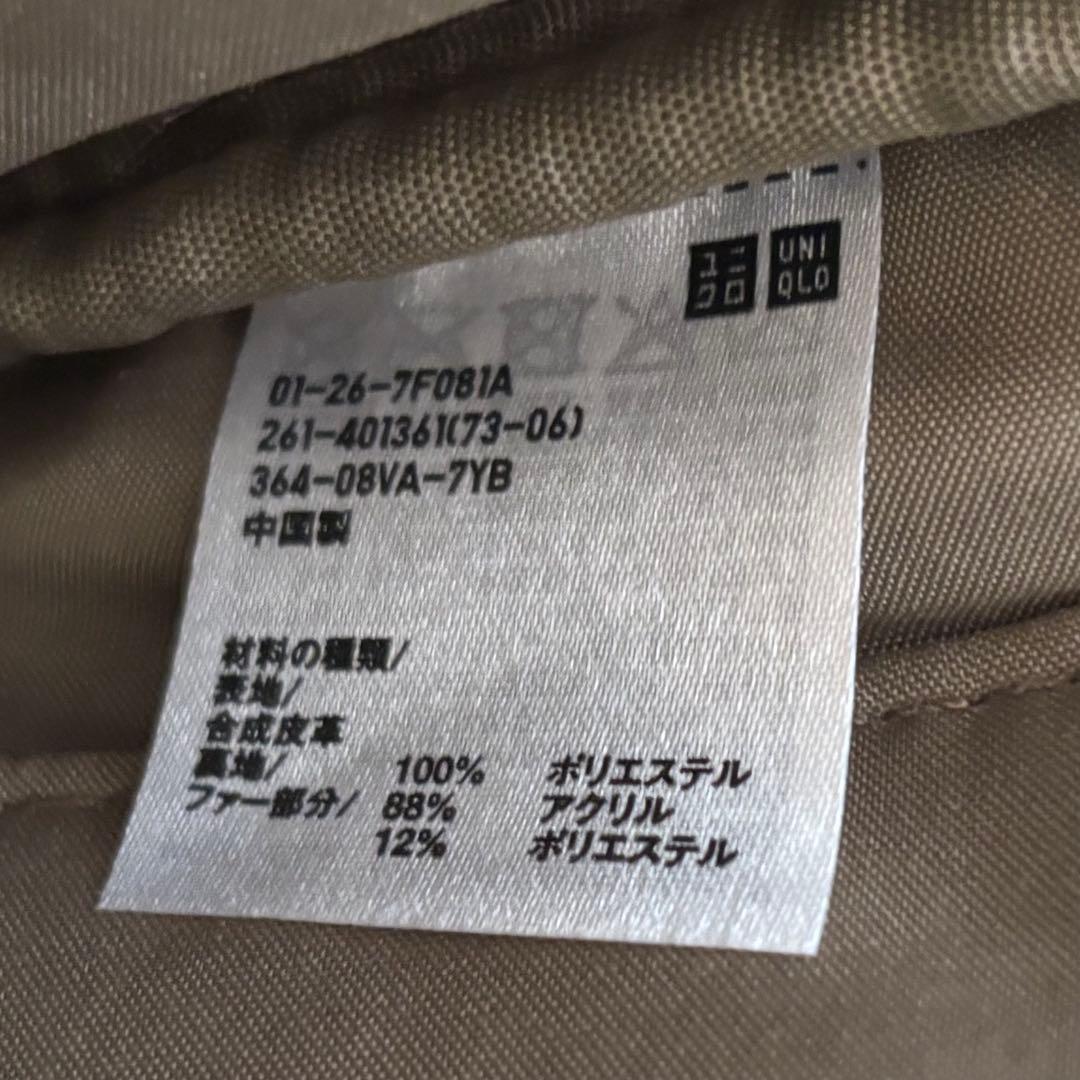 ユニクロ UNIQLO
01-26-7F081A
261-401361(73-06)
364-08VA-7YB
中国製
材料の種類/
表地/
合成皮革
裏地/ 100% ポリエステル
ファー部分/ 88% アクリル
12% ポリエステル